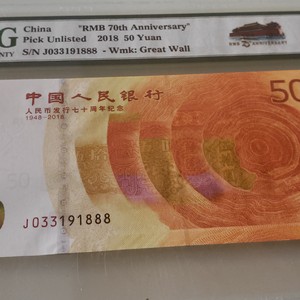 G China "RMB 70th Anniversary"
Pick Unlisted 2018 50 Yuan
NTY S/N J033191888 - Wmk: Great Wall
中国人民银行
人民币发行七十周年纪念
1948-2018
50
50
J033191888